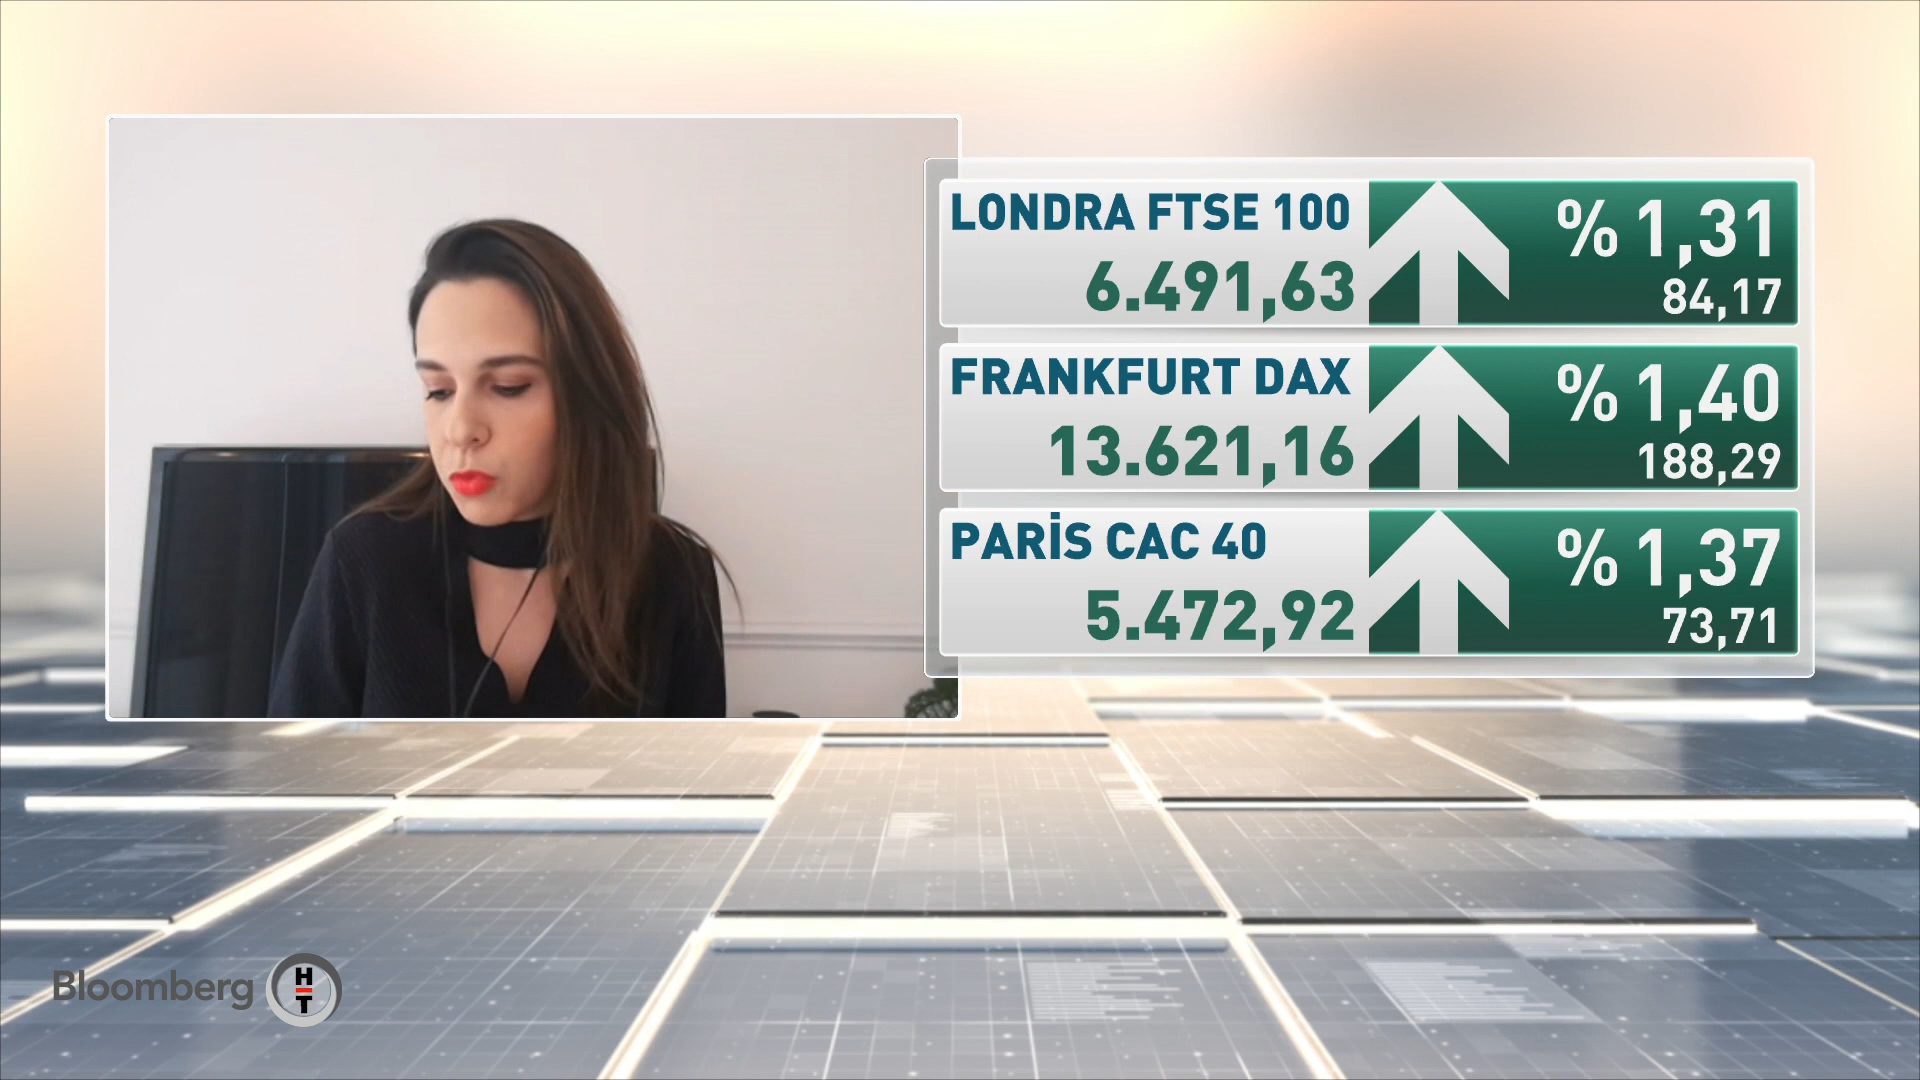 LONDRA FTSE 100
6.491,63
% 1,31
84,17
FRANKFURT DAX
13.621,16
% 1,40
188,29
PARİS CAC 40
5.472,92
% 1,37
73,71
Bloomberg HT